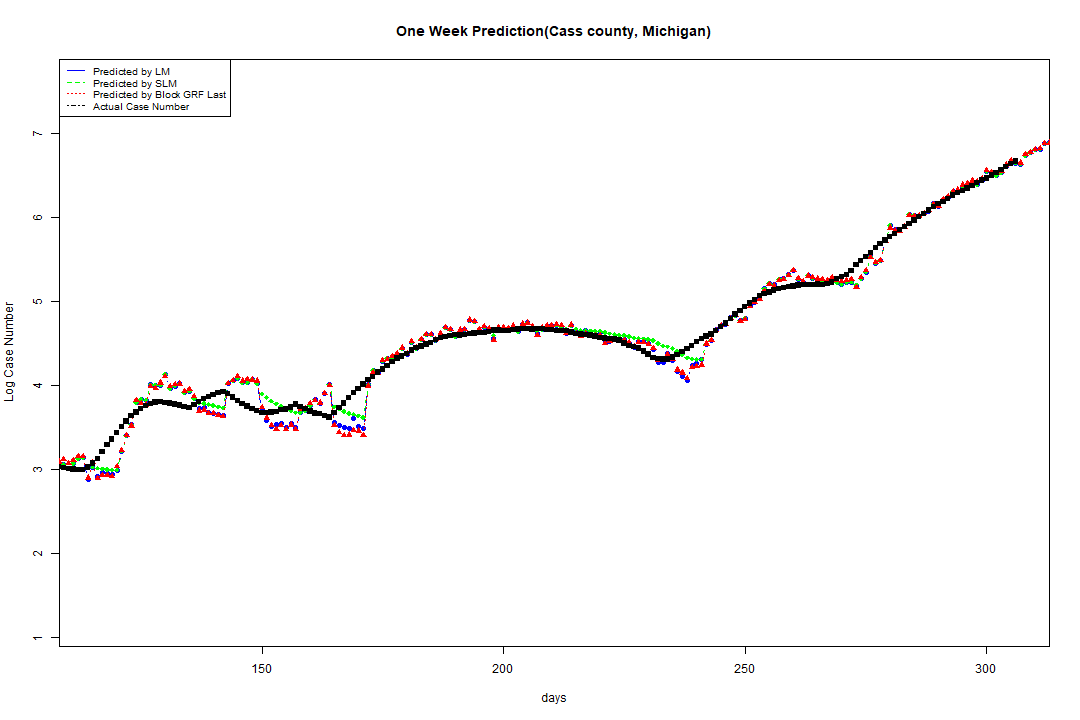 One Week Prediction(Cass county, Michigan)
Predicted by LM
Predicted by SLM
Predicted by Block GRF Last
Actual Case Number
7
6
5
4
3
2
1
Log Case Number
150 200 250 300
days